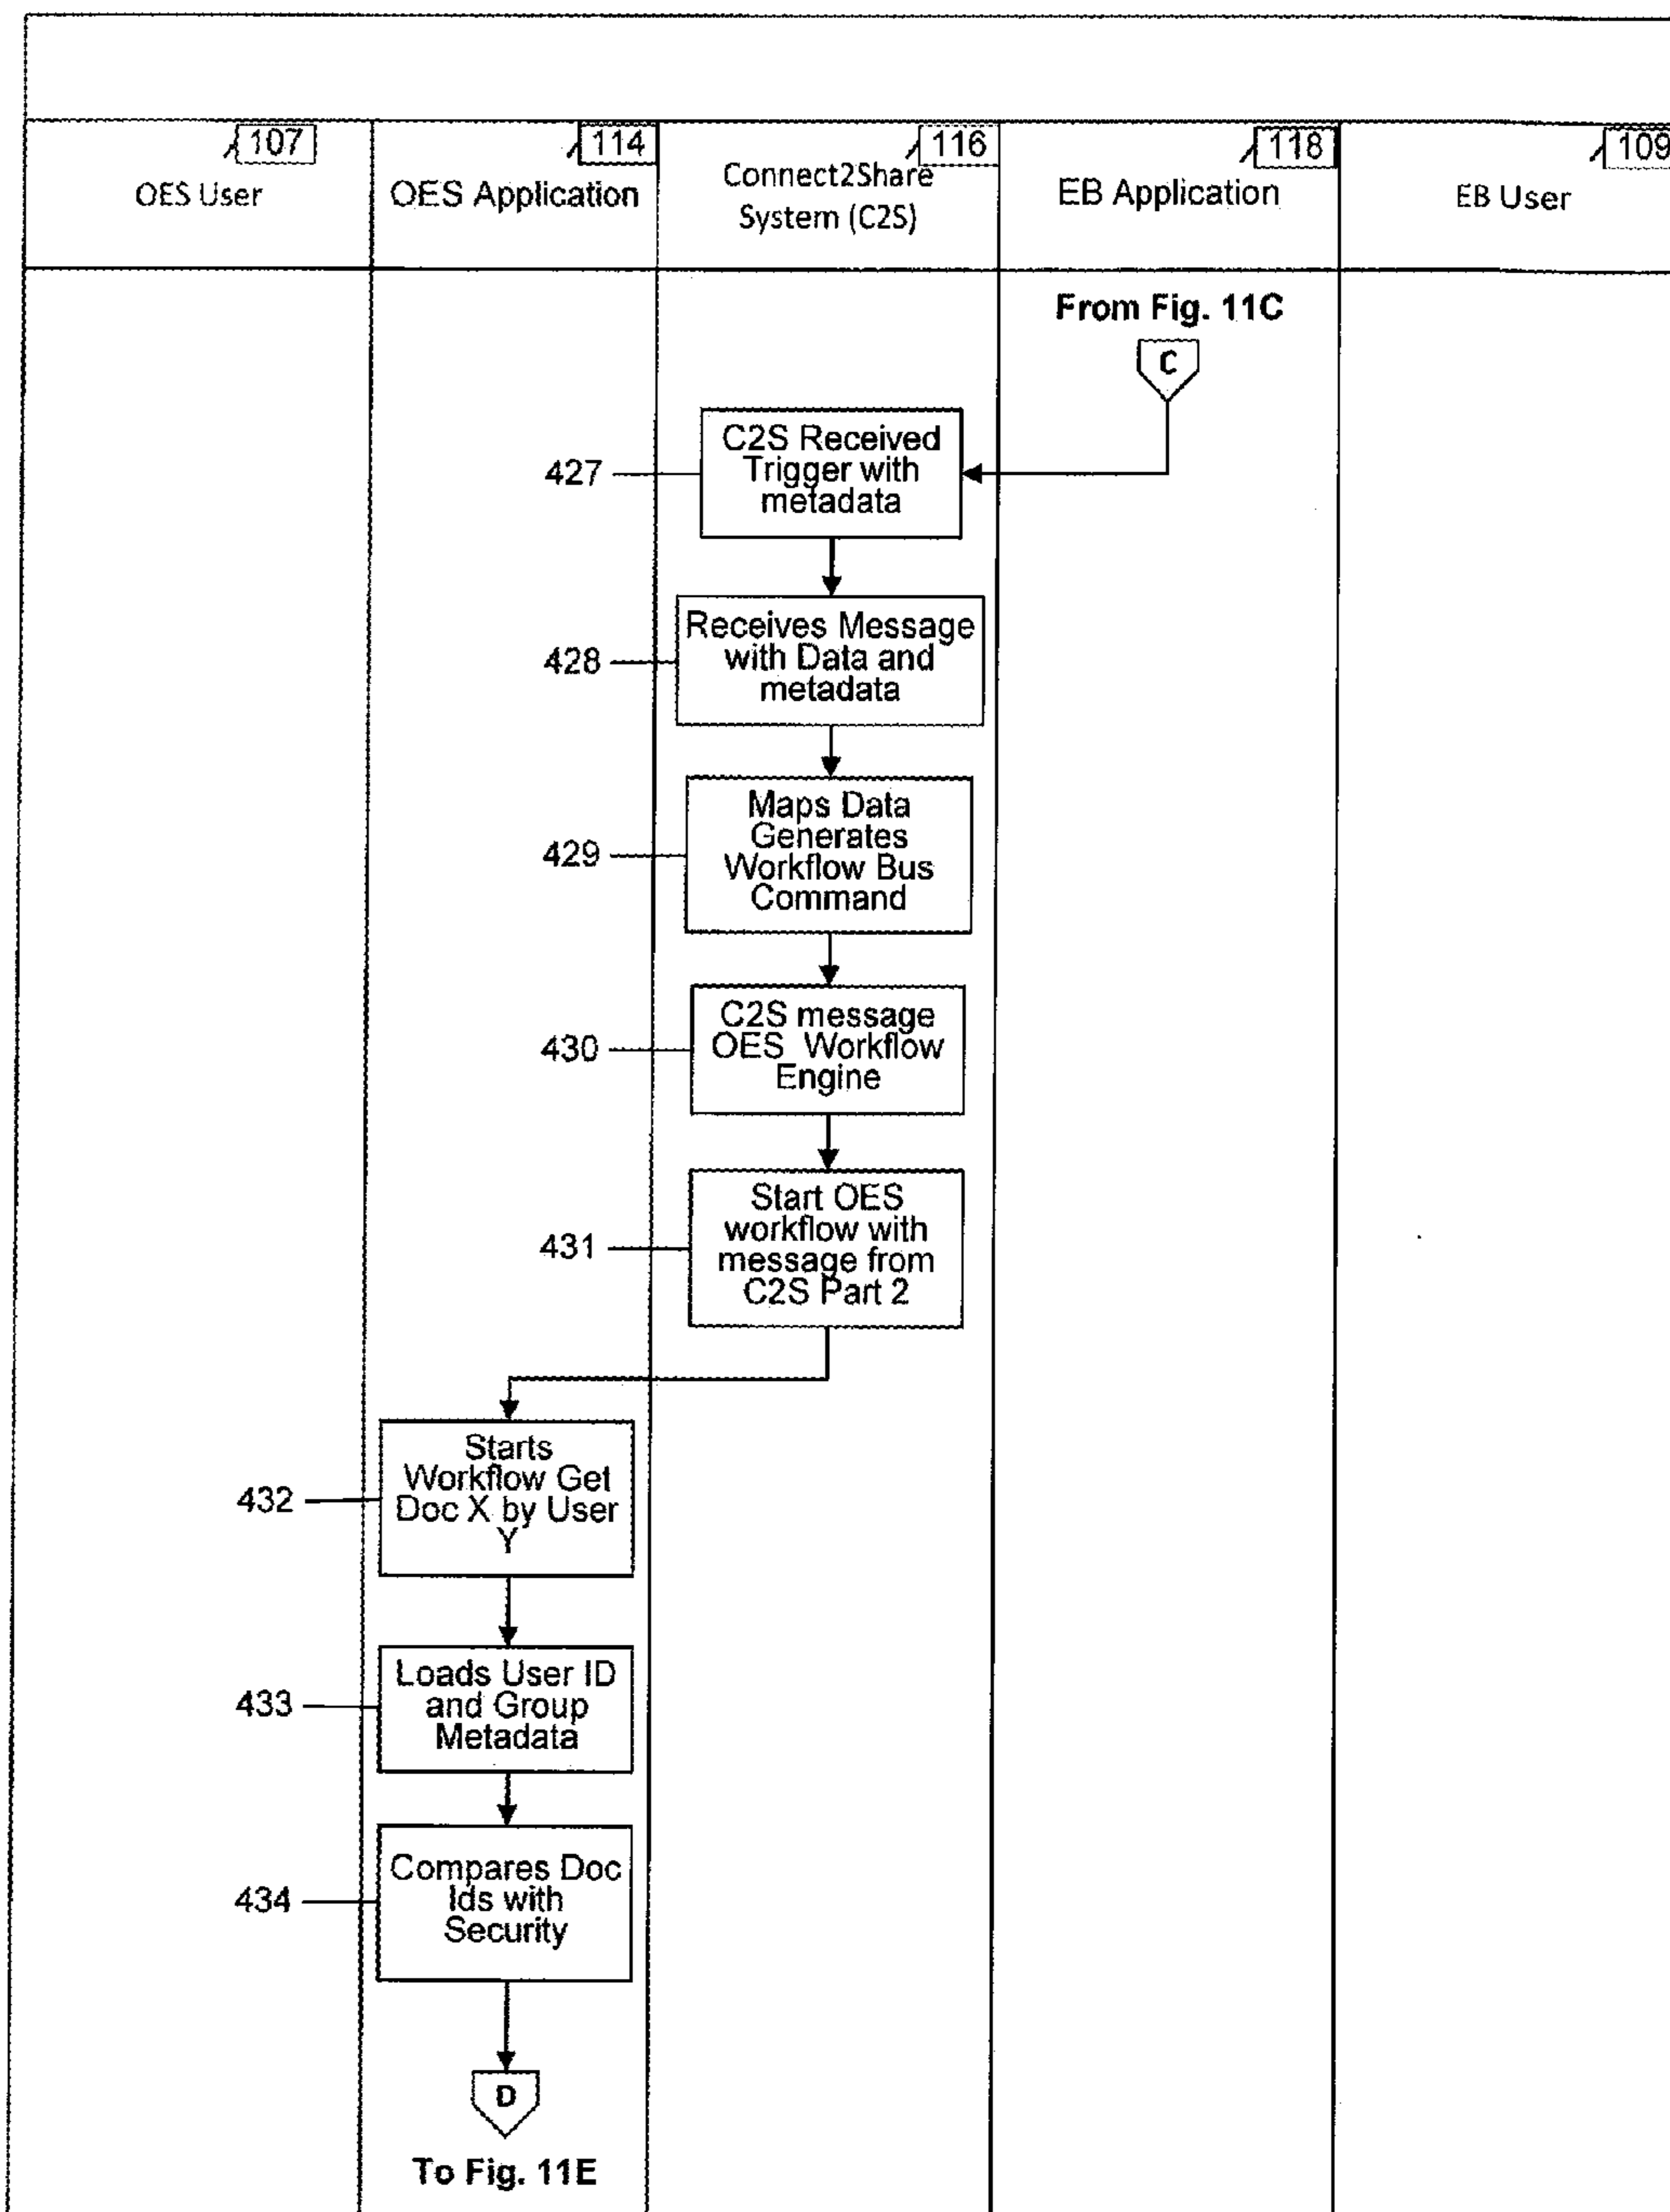 107
114
116
118
109
OES User
OES Application
Connect2Share
System (C2S)
EB Application
EB User
From Fig. 11C
C
C2S Received
Trigger with
metadata
427
Receives Message
with Data and
metadata
428
Maps Data
Generates
Workflow Bus
Command
429
C2S message
OES Workflow
Engine
430
Start OES
workflow with
message from
C2S Part 2
431
Starts
Workflow Get
Doc X by User
Y
432
Loads User ID
and Group
Metadata
433
Compares Doc
Ids with
Security
434
D
To Fig. 11E